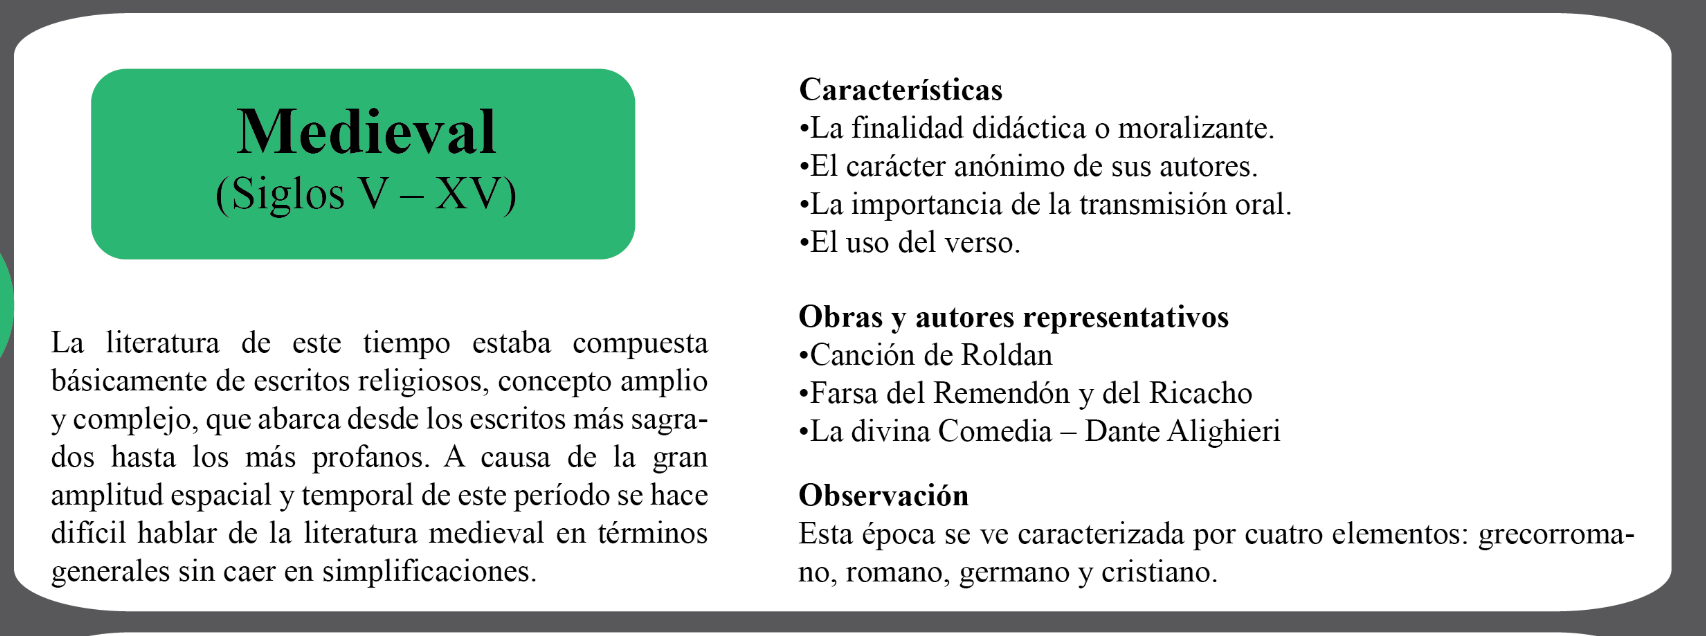 Medieval
(Siglos V – XV)
La literatura de este tiempo estaba compuesta
básicamente de escritos religiosos, concepto amplio
y complejo, que abarca desde los escritos más sagra-
dos hasta los más profanos. A causa de la gran
amplitud espacial y temporal de este período se hace
difícil hablar de la literatura medieval en términos
generales sin caer en simplificaciones.
Características
•La finalidad didáctica o moralizante.
•El carácter anónimo de sus autores.
•La importancia de la transmisión oral.
•El uso del verso.
Obras y autores representativos
•Canción de Roldan
•Farsa del Remendón y del Ricacho
•La divina Comedia – Dante Alighieri
Observación
Esta época se ve caracterizada por cuatro elementos: grecorroma-
no, romano, germano y cristiano.